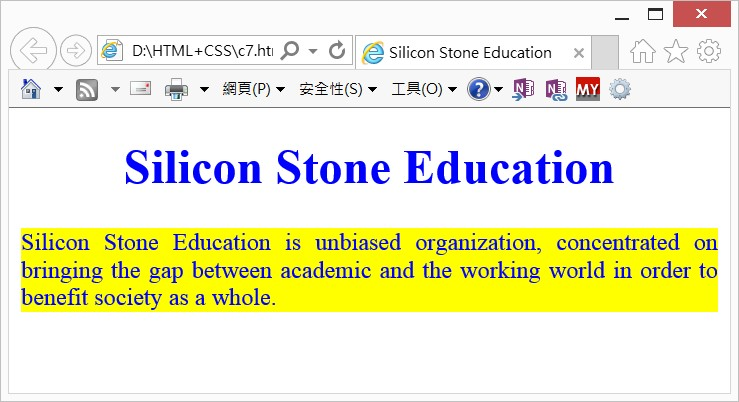 D:\HTML+CSS\c7.htm
Silicon Stone Education
網頁(P) 安全性(S) 工具(O) MY
Silicon Stone Education
Silicon Stone Education is unbiased organization, concentrated on
bringing the gap between academic and the working world in order to
benefit society as a whole.